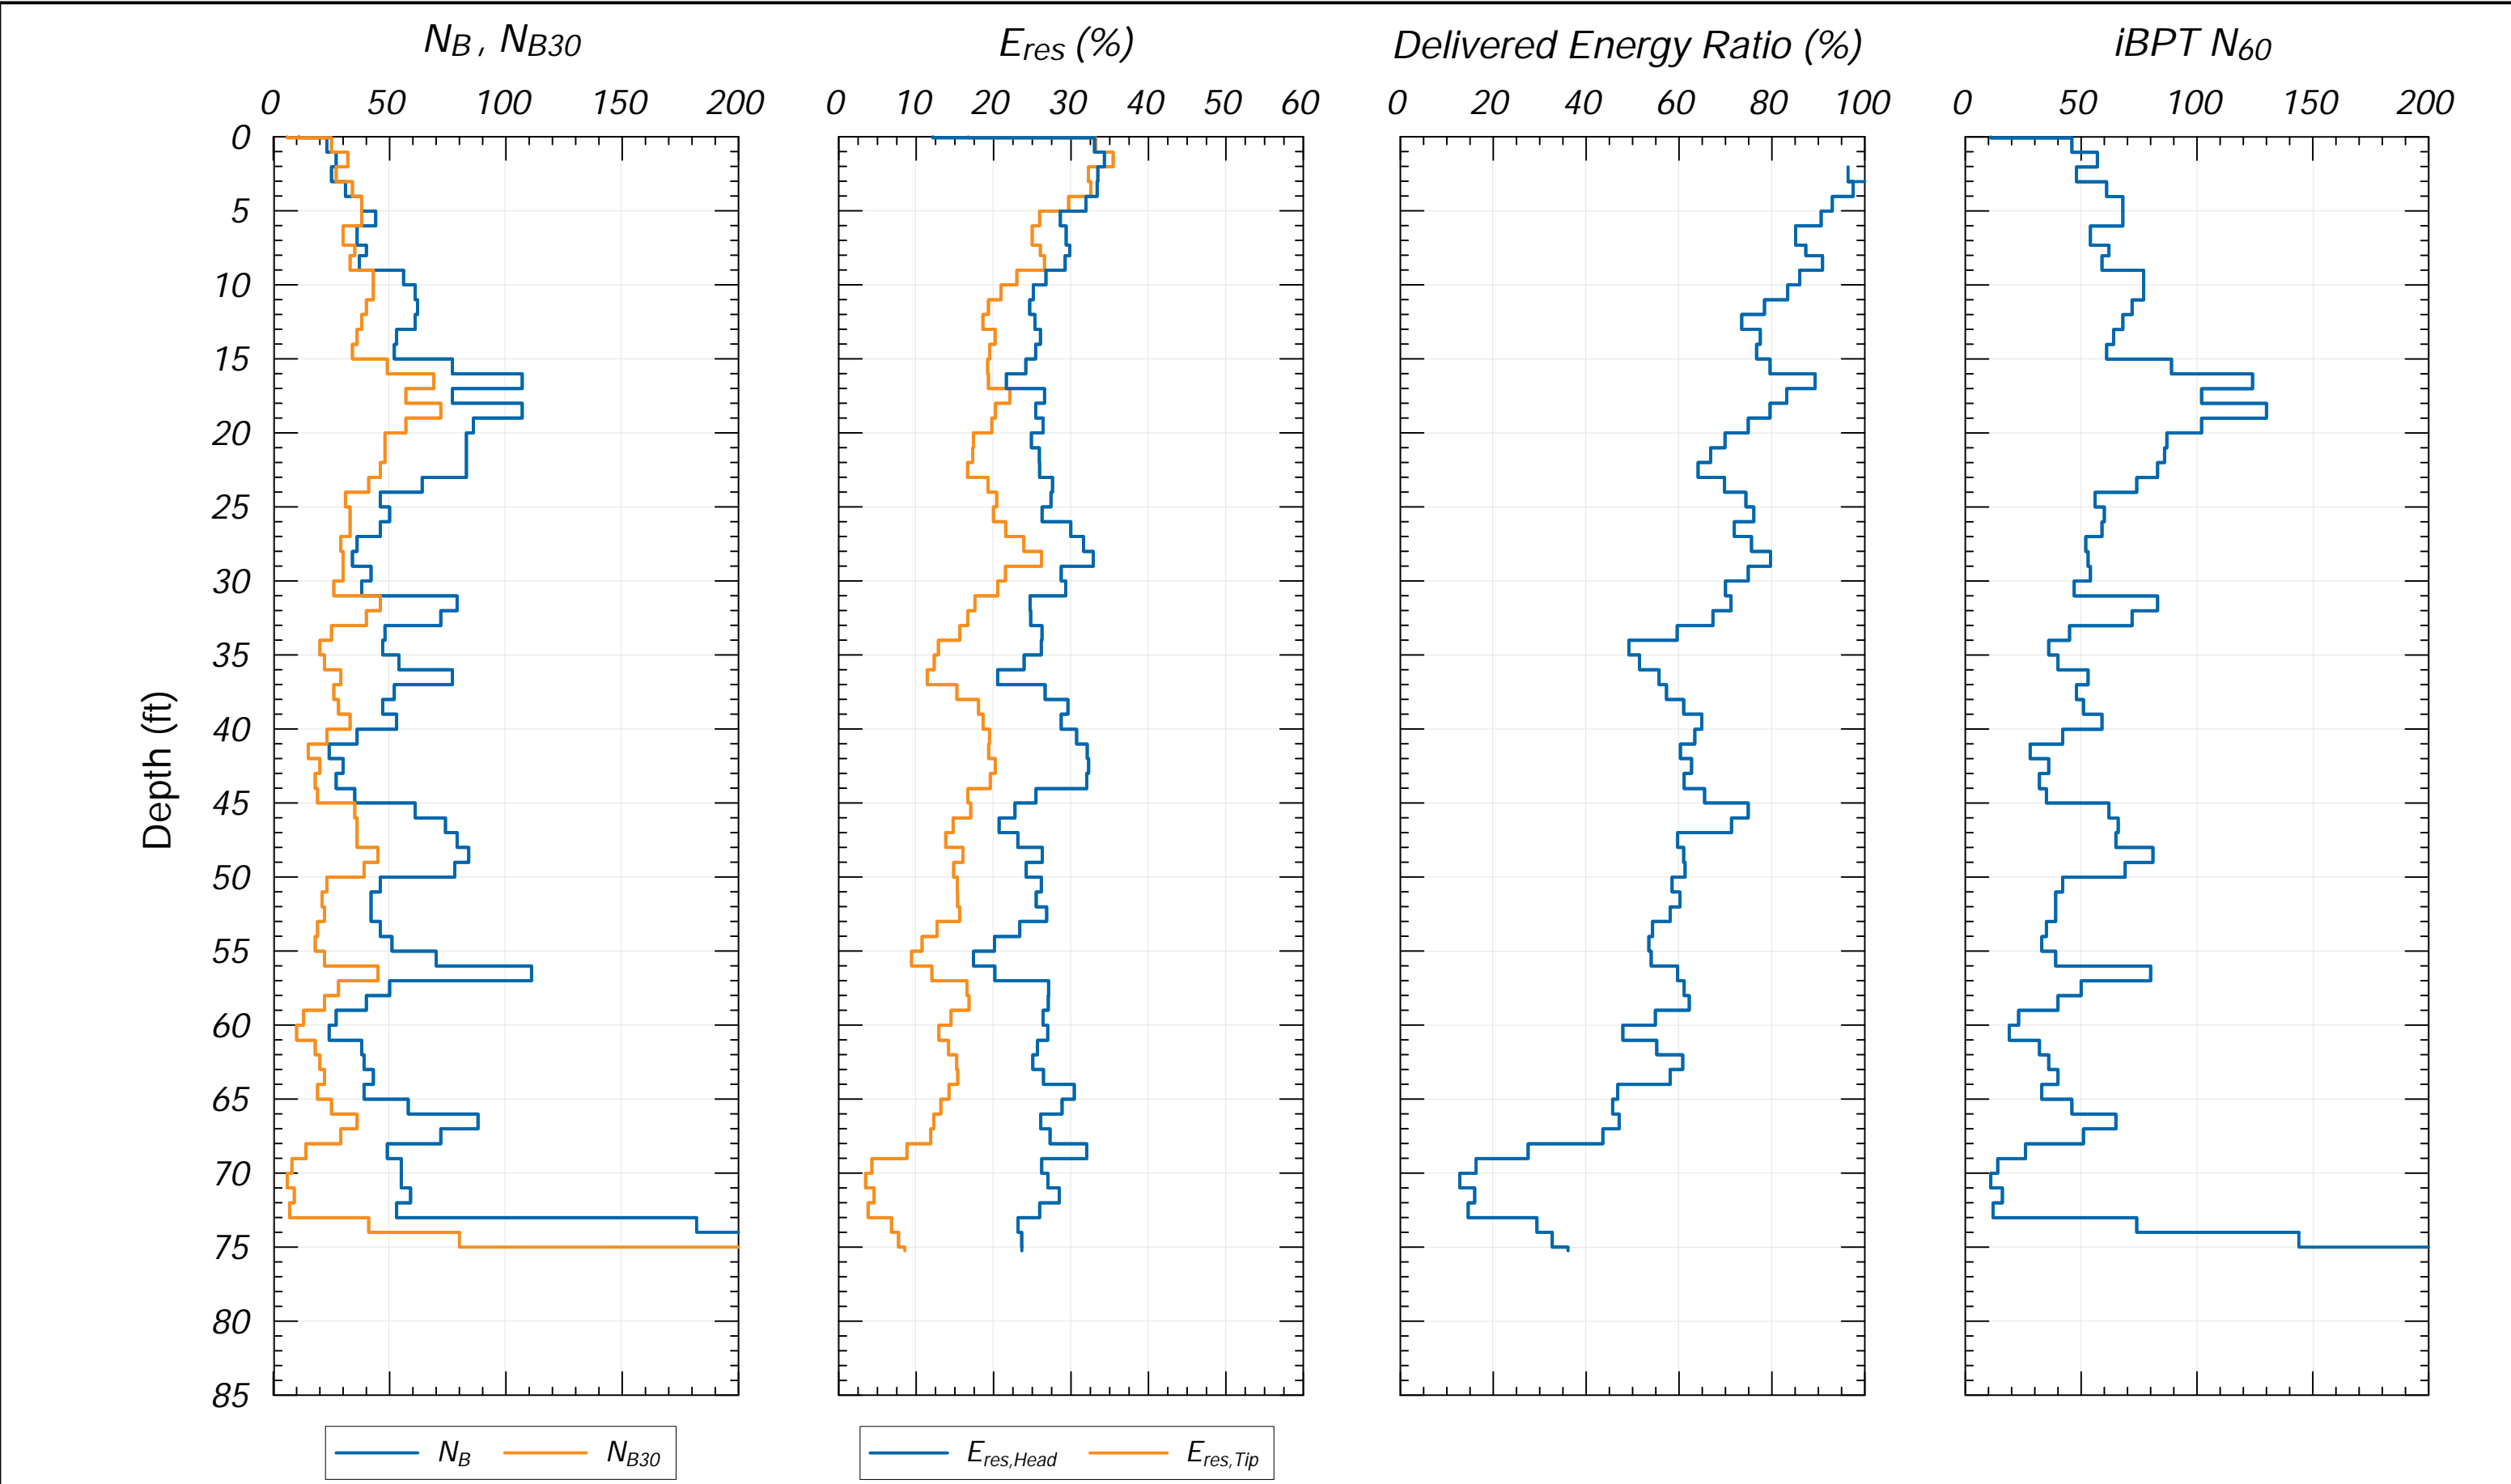 N_B, N_B30
E_res (%)
Delivered Energy Ratio (%)
iBPT N_60
0 50 100 150 200
0 10 20 30 40 50 60
0 20 40 60 80 100
0 50 100 150 200
0
5
10
15
20
25
30
35
40
45
50
55
60
65
70
75
80
85
Depth (ft)
N_B N_B30
E_res,Head E_res,Tip